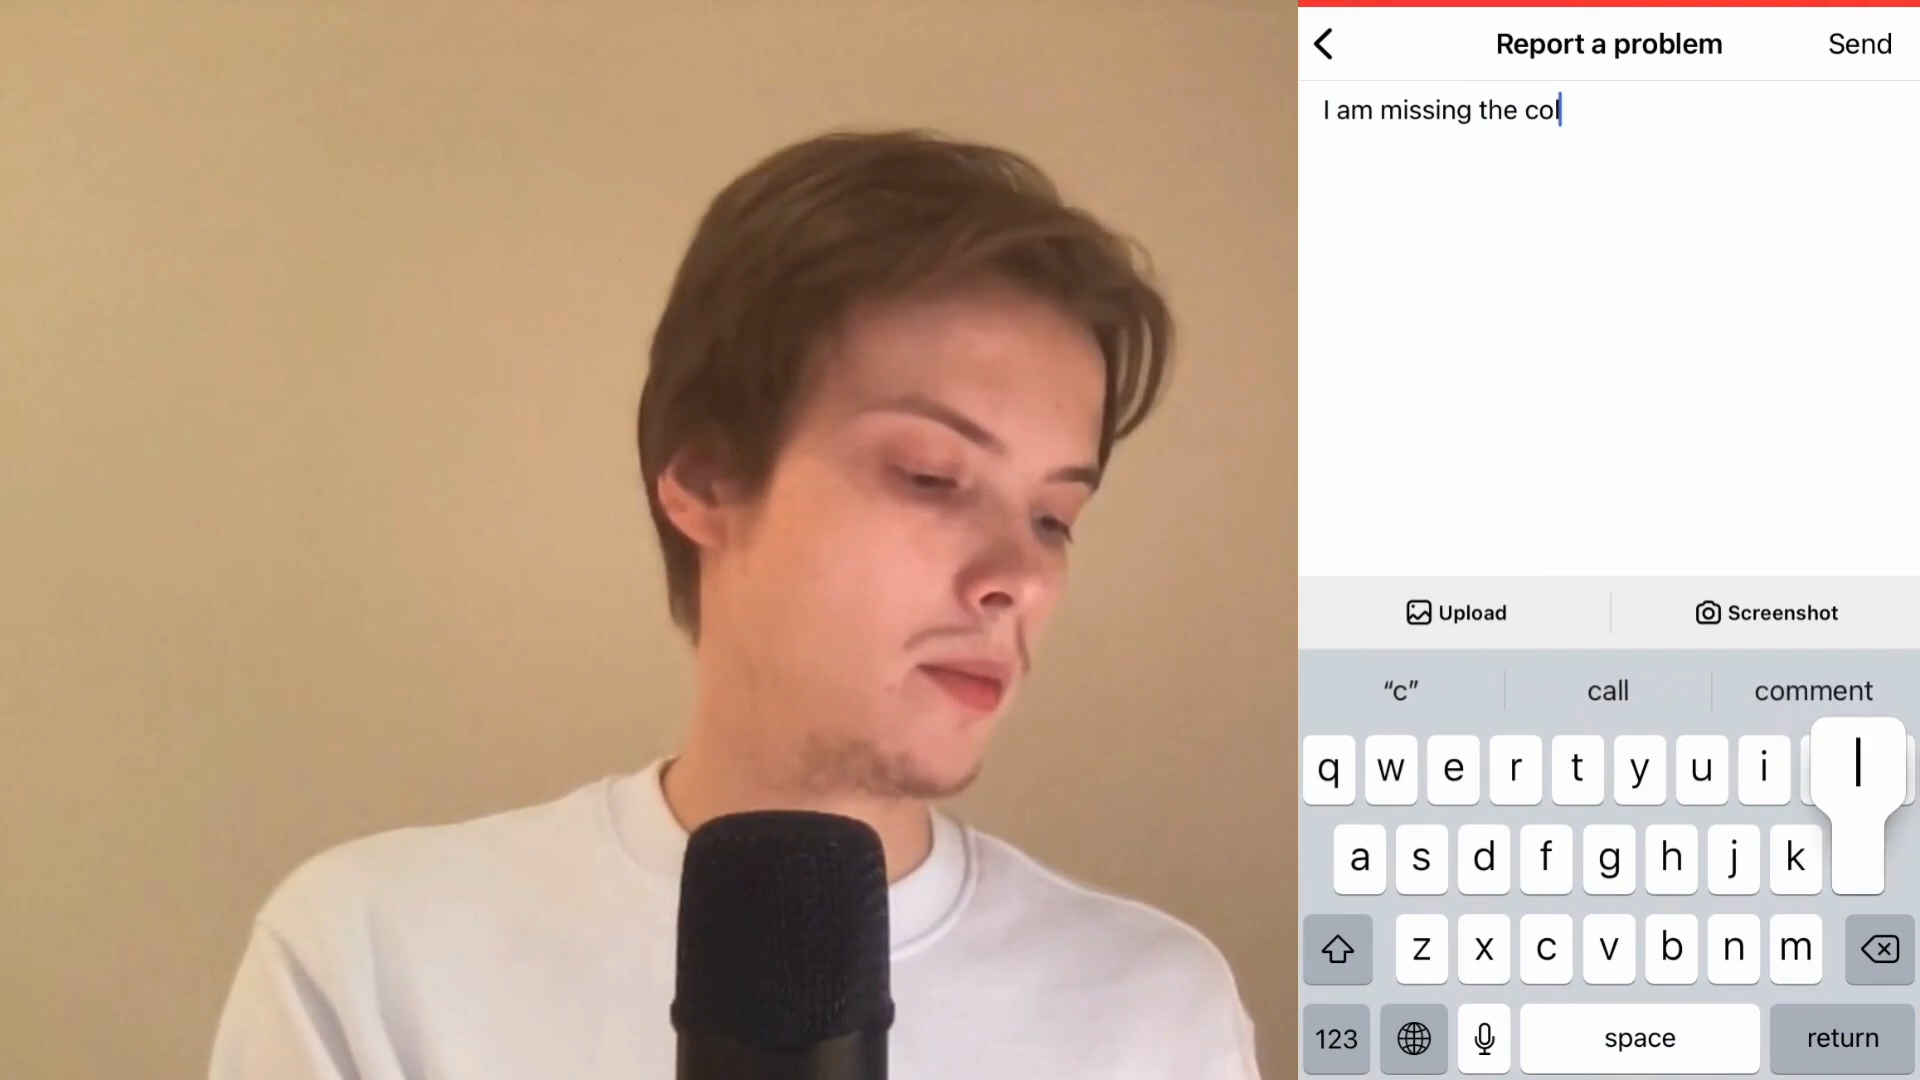 Report a problem
Send
I am missing the col
Upload
Screenshot
“c”
call
comment
q w e r t y u i
l
a s d f g h j k
z x c v b n m
123
space
return